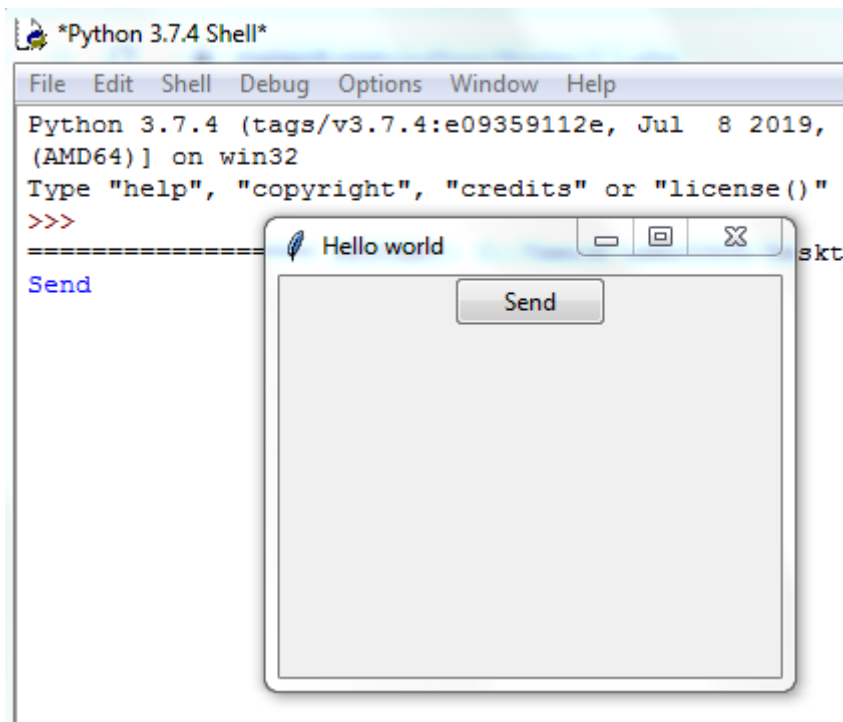 *Python 3.7.4 Shell*
File Edit Shell Debug Options Window Help
Python 3.7.4 (tags/v3.7.4:e09359112e, Jul 8 2019,
(AMD64)] on win32
Type "help", "copyright", "credits" or "license()"
>>>
================ skt
Send
Hello world
Send